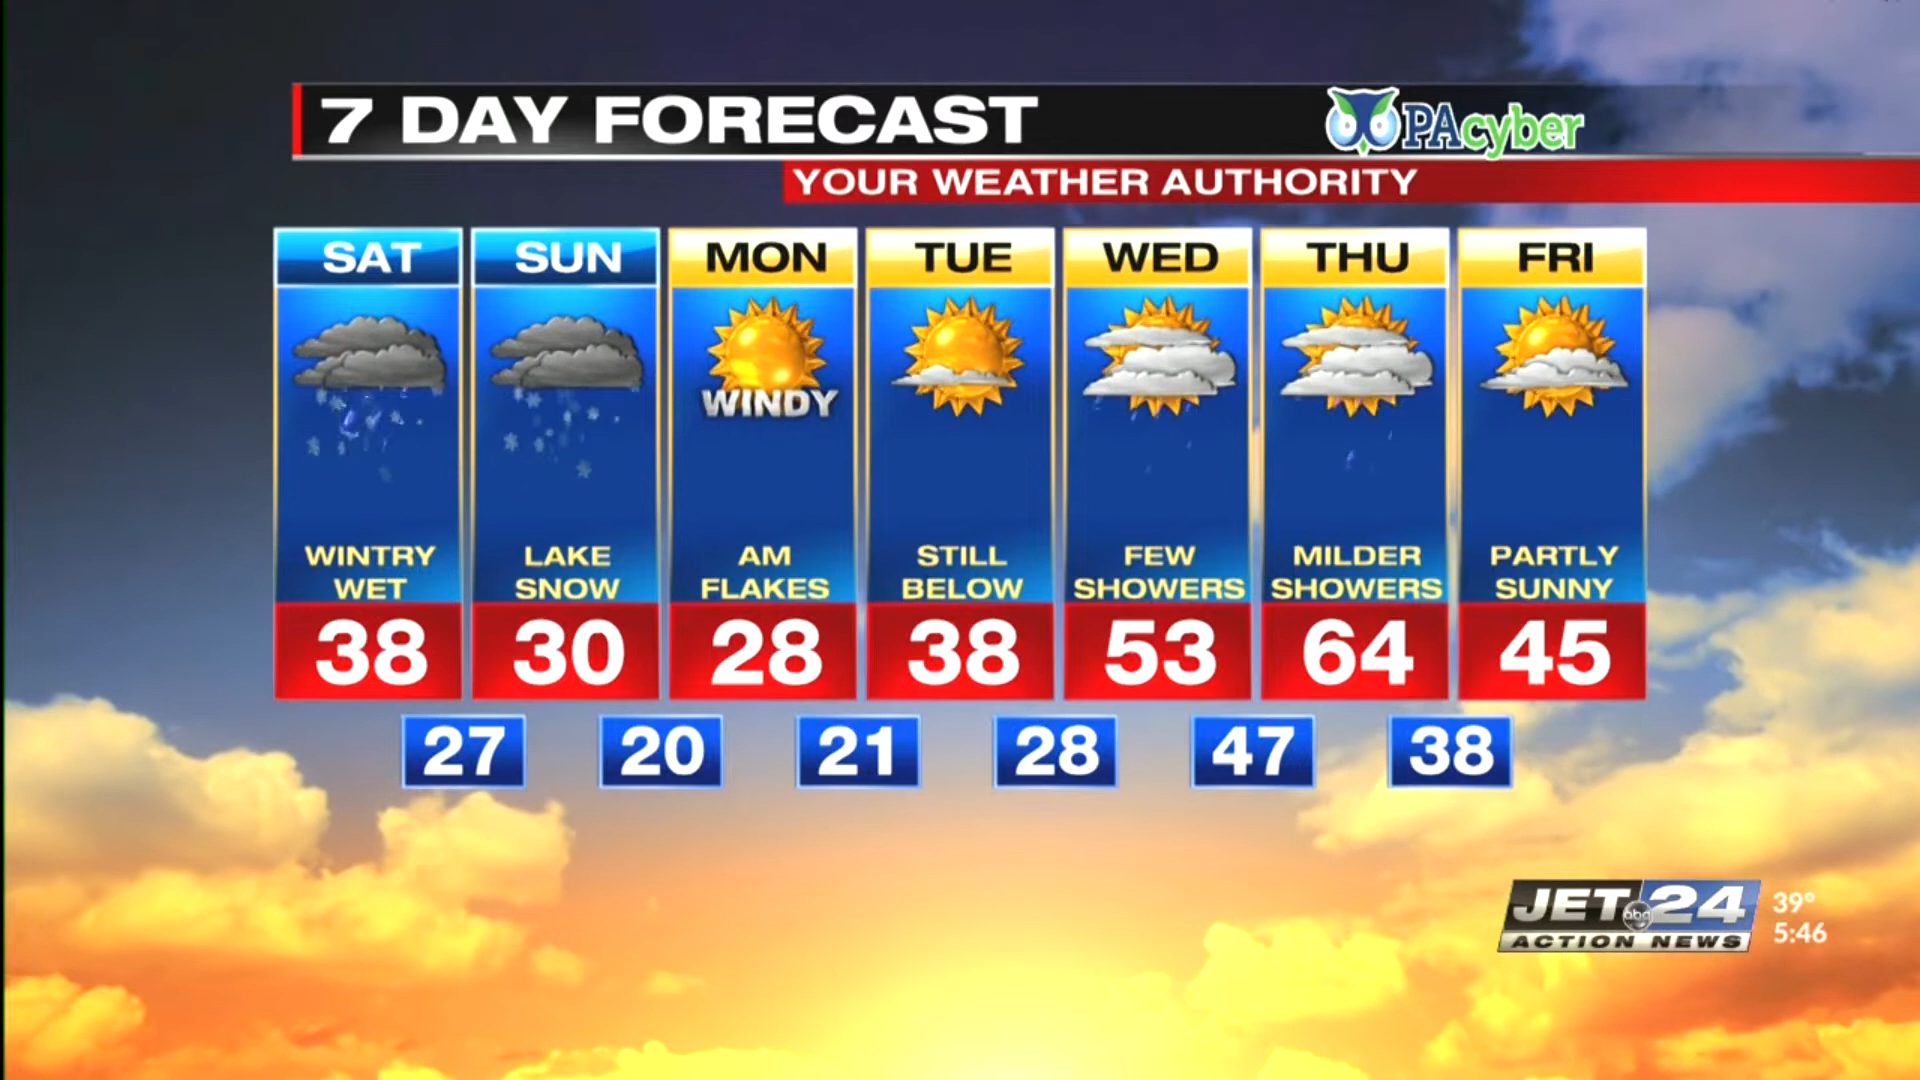 7 DAY FORECAST
PAcyber
YOUR WEATHER AUTHORITY
SAT SUN MON TUE WED THU FRI
WINDY
WINTRY LAKE AM STILL FEW MILDER PARTLY
WET SNOW FLAKES BELOW SHOWERS SHOWERS SUNNY
38 30 28 38 53 64 45
27 20 21 28 47 38
JET abc 24 39°
ACTION NEWS 5:46